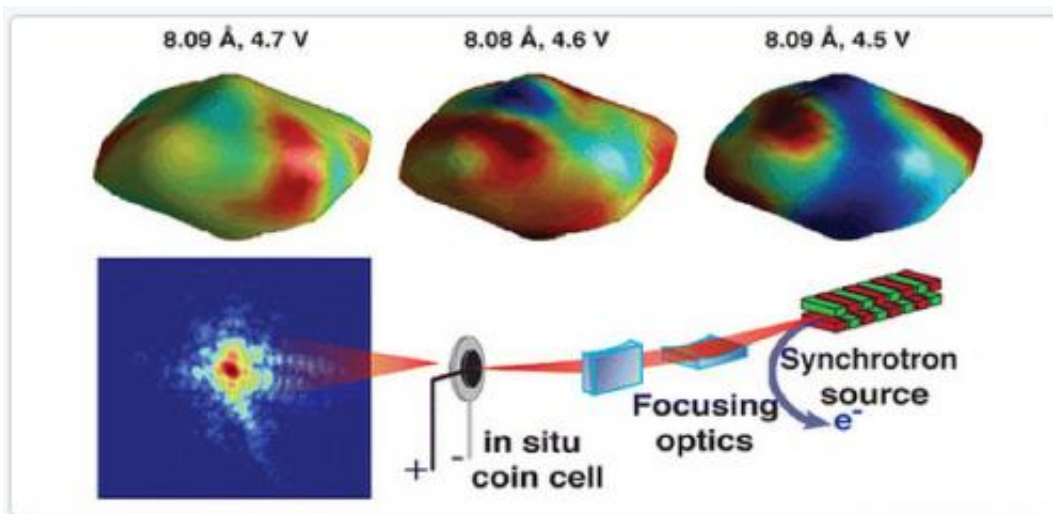 8.09 Å, 4.7 V
8.08 Å, 4.6 V
8.09 Å, 4.5 V
Synchrotron
source
e⁻
Focusing
optics
+ -
in situ
coin cell